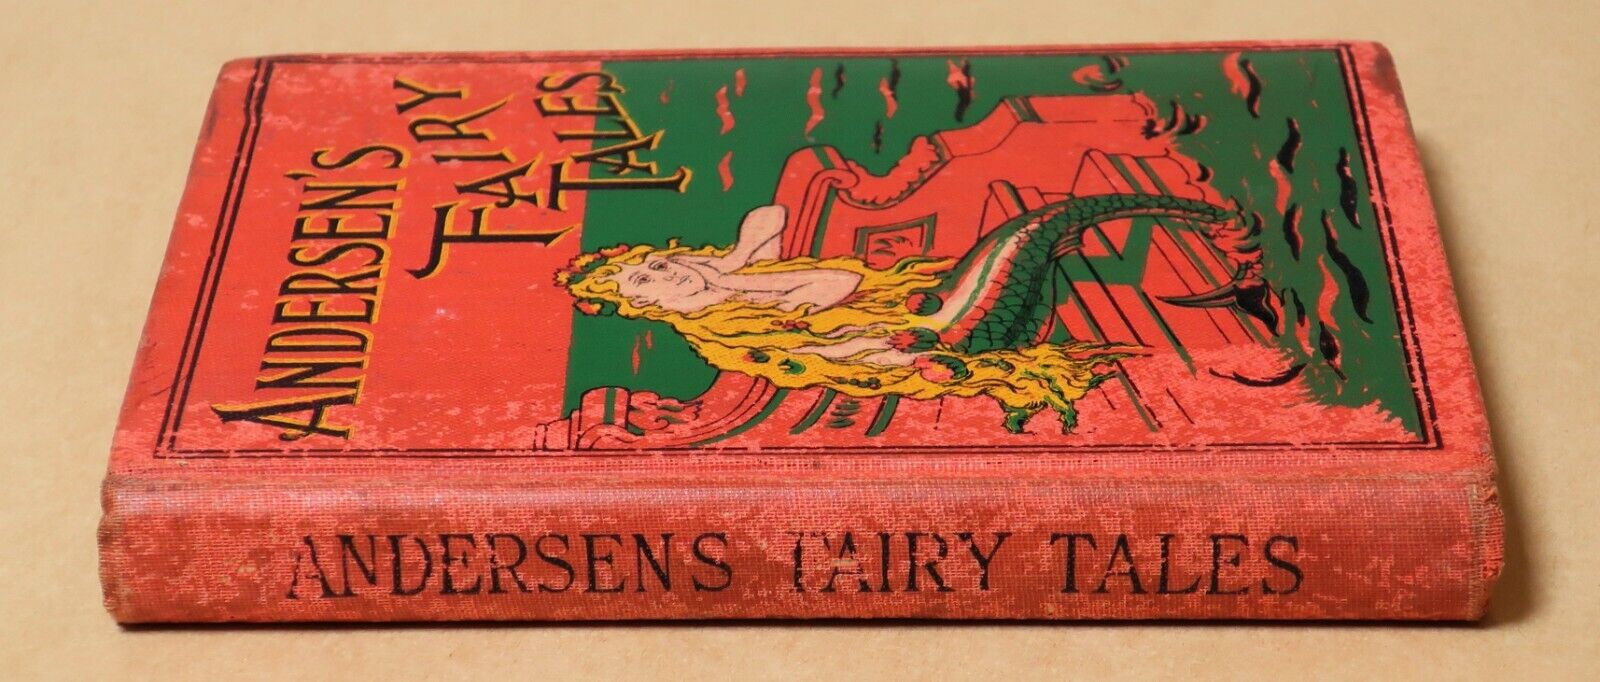 ANDERSEN'S
FAIRY
TALES
ANDERSENS FAIRY TALES